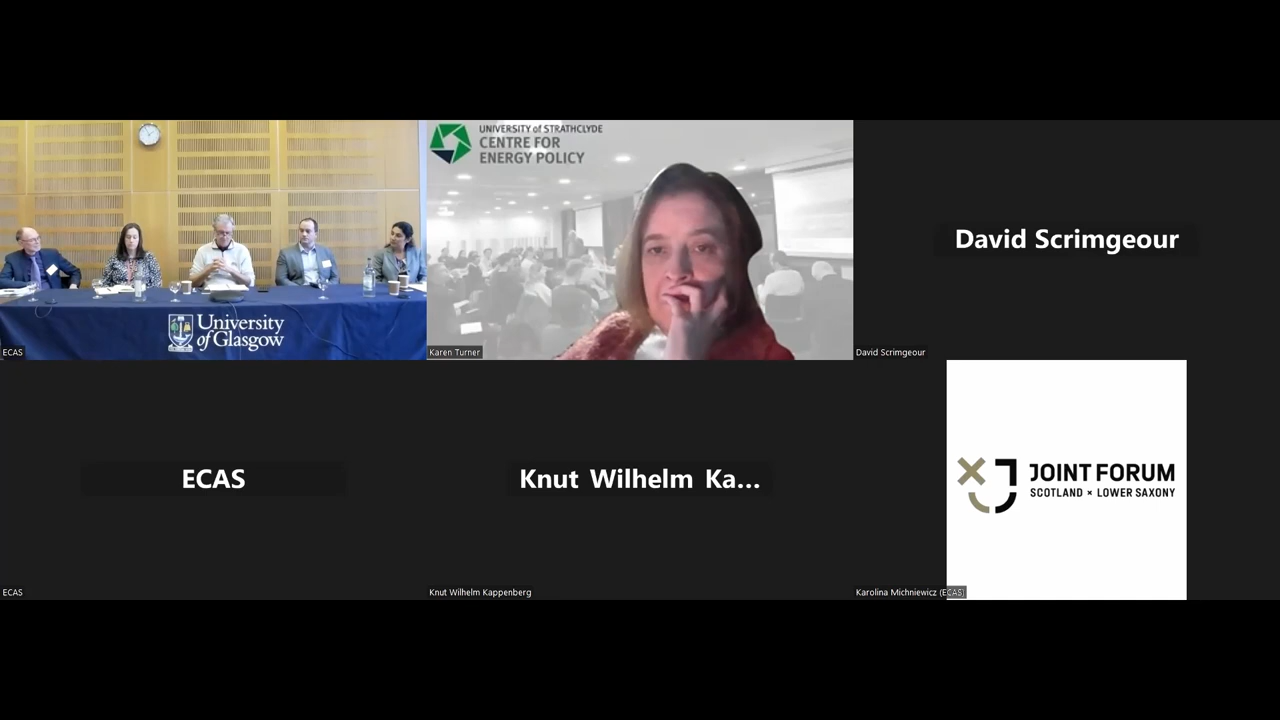 UNIVERSITY of STRATHCLYDE
CENTRE FOR
ENERGY POLICY
University
of Glasgow
ECAS
Karen Turner
David Scrimgeour
David Scrimgeour
ECAS
ECAS
Knut Wilhelm Ka...
Knut Wilhelm Kappenberg
JOINT FORUM
SCOTLAND × LOWER SAXONY
Karolina Michniewicz (ECAS)